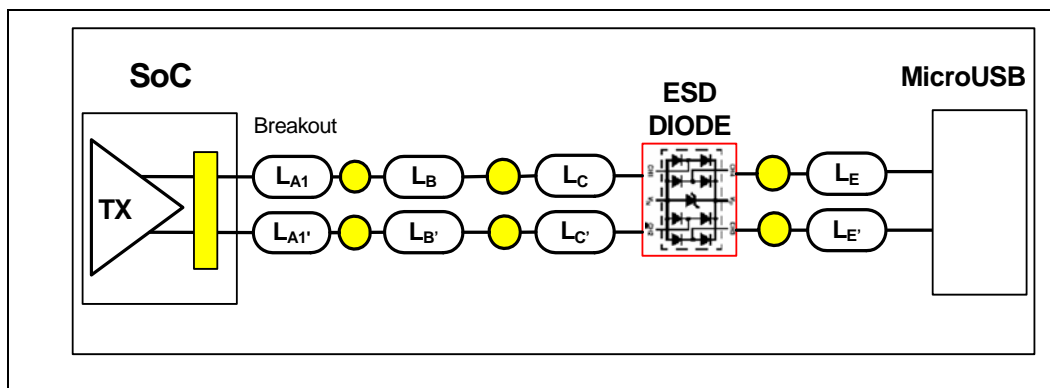 SoC
MicroUSB
ESD
DIODE
Breakout
TX
LA1
LB
LC
LE
LA1'
LB'
LC'
LE'